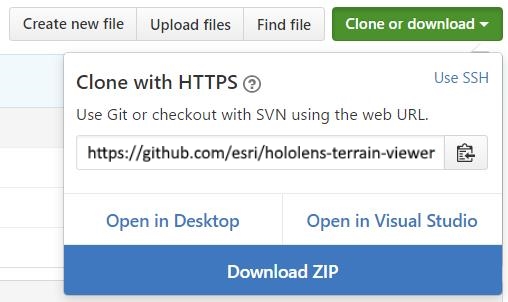 Create new file Upload files Find file Clone or download
Clone with HTTPS ?
Use SSH
Use Git or checkout with SVN using the web URL.
https://github.com/esri/hololens-terrain-viewer
Open in Desktop Open in Visual Studio
Download ZIP